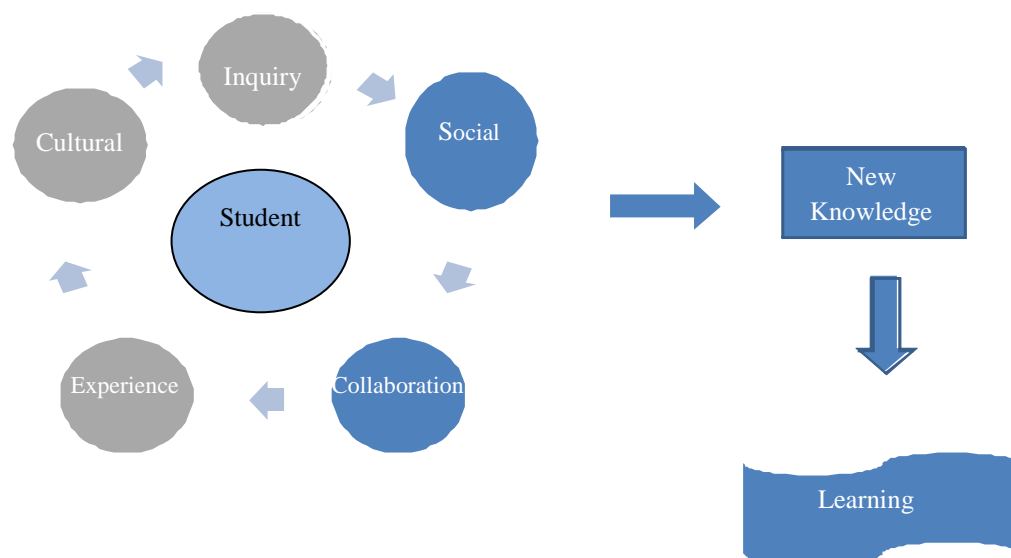 Inquiry
Cultural
Social
Student
New
Knowledge
Experience
Collaboration
Learning